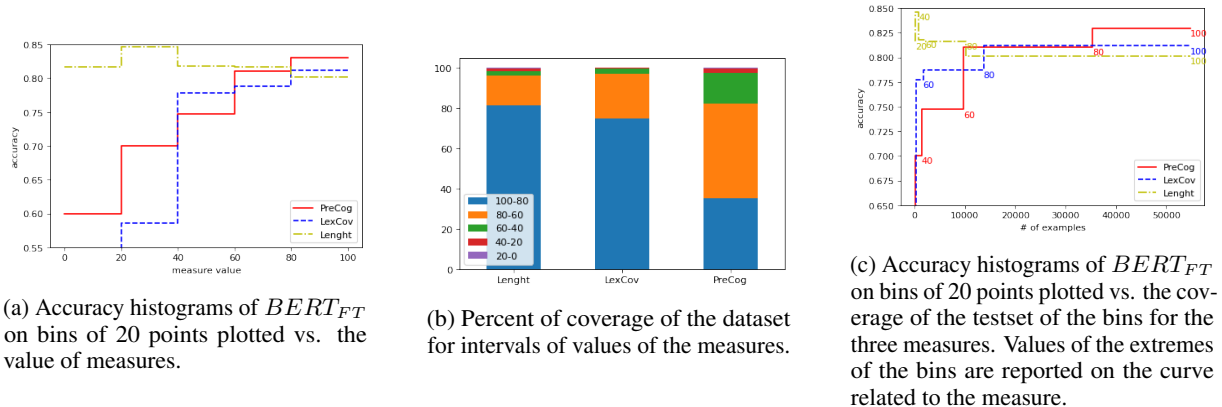 0.85
0.80
0.75
0.70
0.65
0.60
0.55
accuracy
0 20 40 60 80 100
measure value
PreCog
LexCov
Lenght
(a) Accuracy histograms of BERT_FT
on bins of 20 points plotted vs. the
value of measures.
100
80
60
40
20
0
100-80
80-60
60-40
40-20
20-0
Lenght LexCov PreCog
(b) Percent of coverage of the dataset
for intervals of values of the measures.
0.850
0.825
0.800
0.775
0.750
0.725
0.700
0.675
0.650
accuracy
40
20 60 80
100
80
100
100
60 80
60
40
0 10000 20000 30000 40000 50000
# of examples
PreCog
LexCov
Lenght
(c) Accuracy histograms of BERT_FT
on bins of 20 points plotted vs. the cov-
erage of the testset of the bins for the
three measures. Values of the extremes
of the bins are reported on the curve
related to the measure.